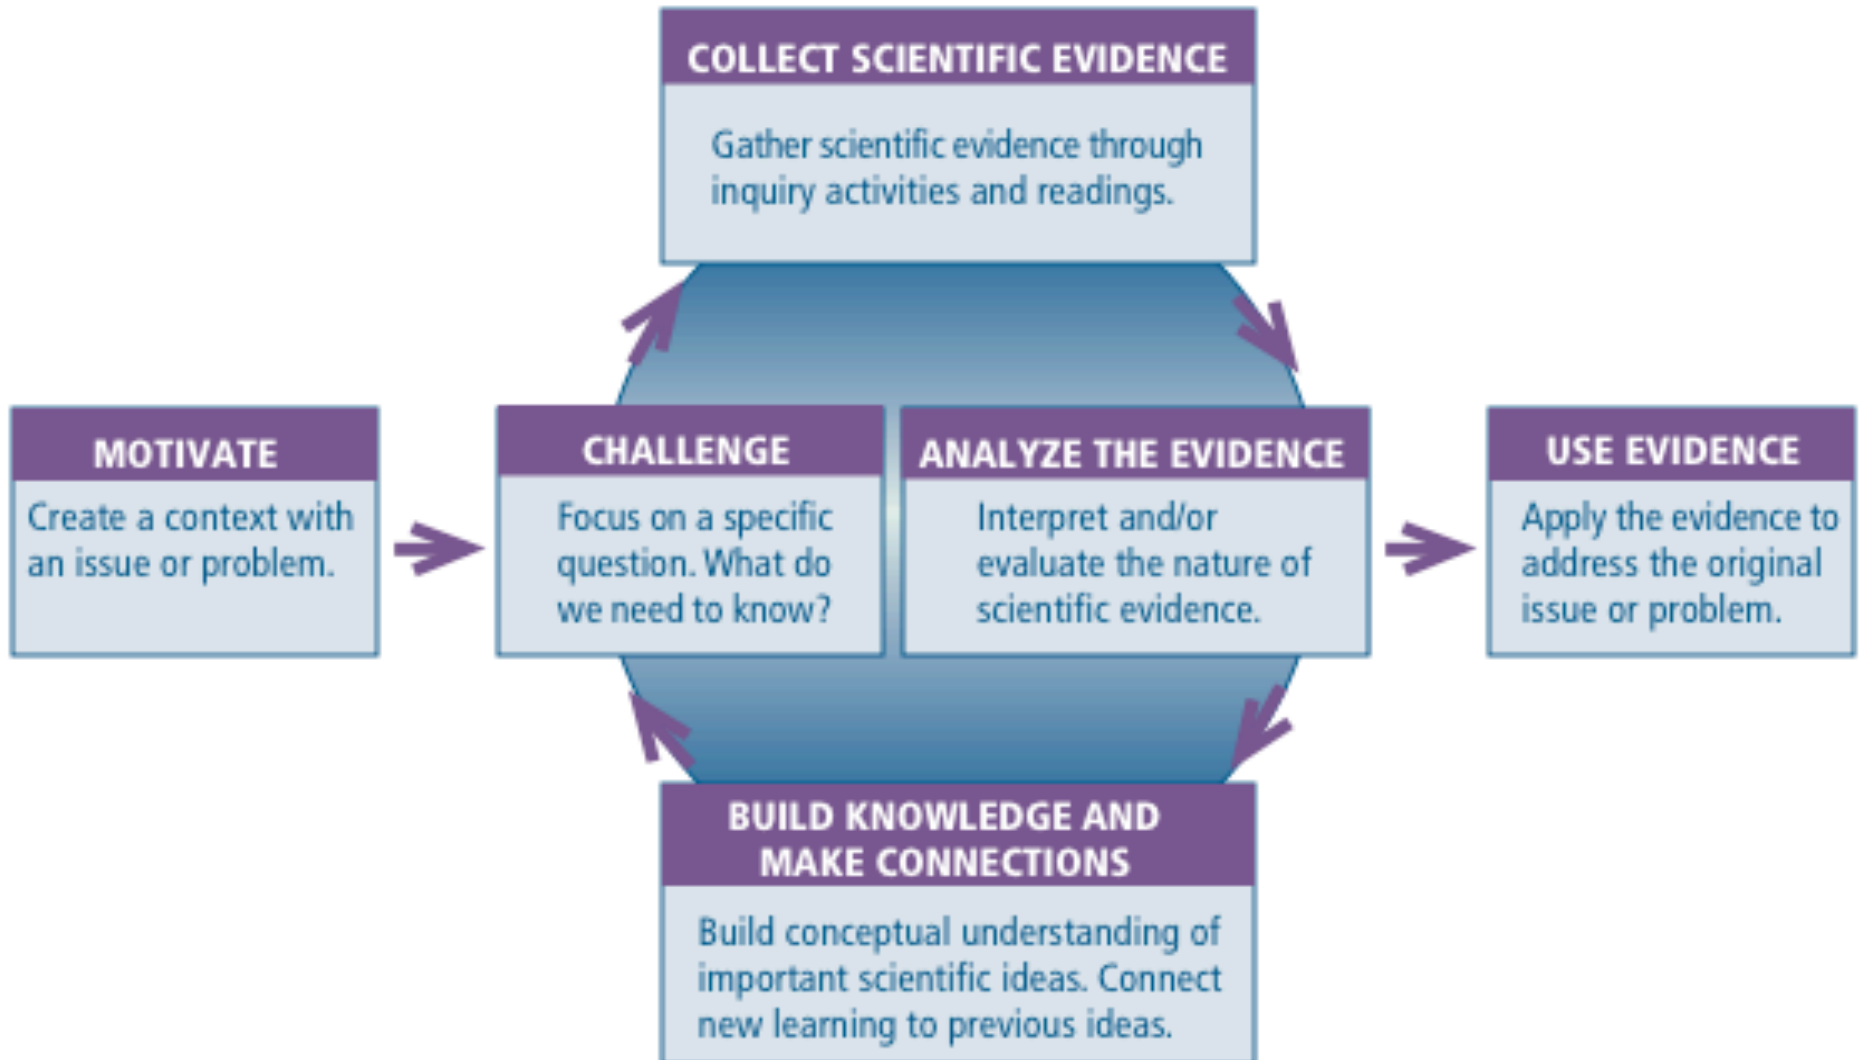 COLLECT SCIENTIFIC EVIDENCE
Gather scientific evidence through
inquiry activities and readings.
MOTIVATE
Create a context with
an issue or problem.
CHALLENGE
Focus on a specific
question. What do
we need to know?
ANALYZE THE EVIDENCE
Interpret and/or
evaluate the nature of
scientific evidence.
USE EVIDENCE
Apply the evidence to
address the original
issue or problem.
BUILD KNOWLEDGE AND
MAKE CONNECTIONS
Build conceptual understanding of
important scientific ideas. Connect
new learning to previous ideas.